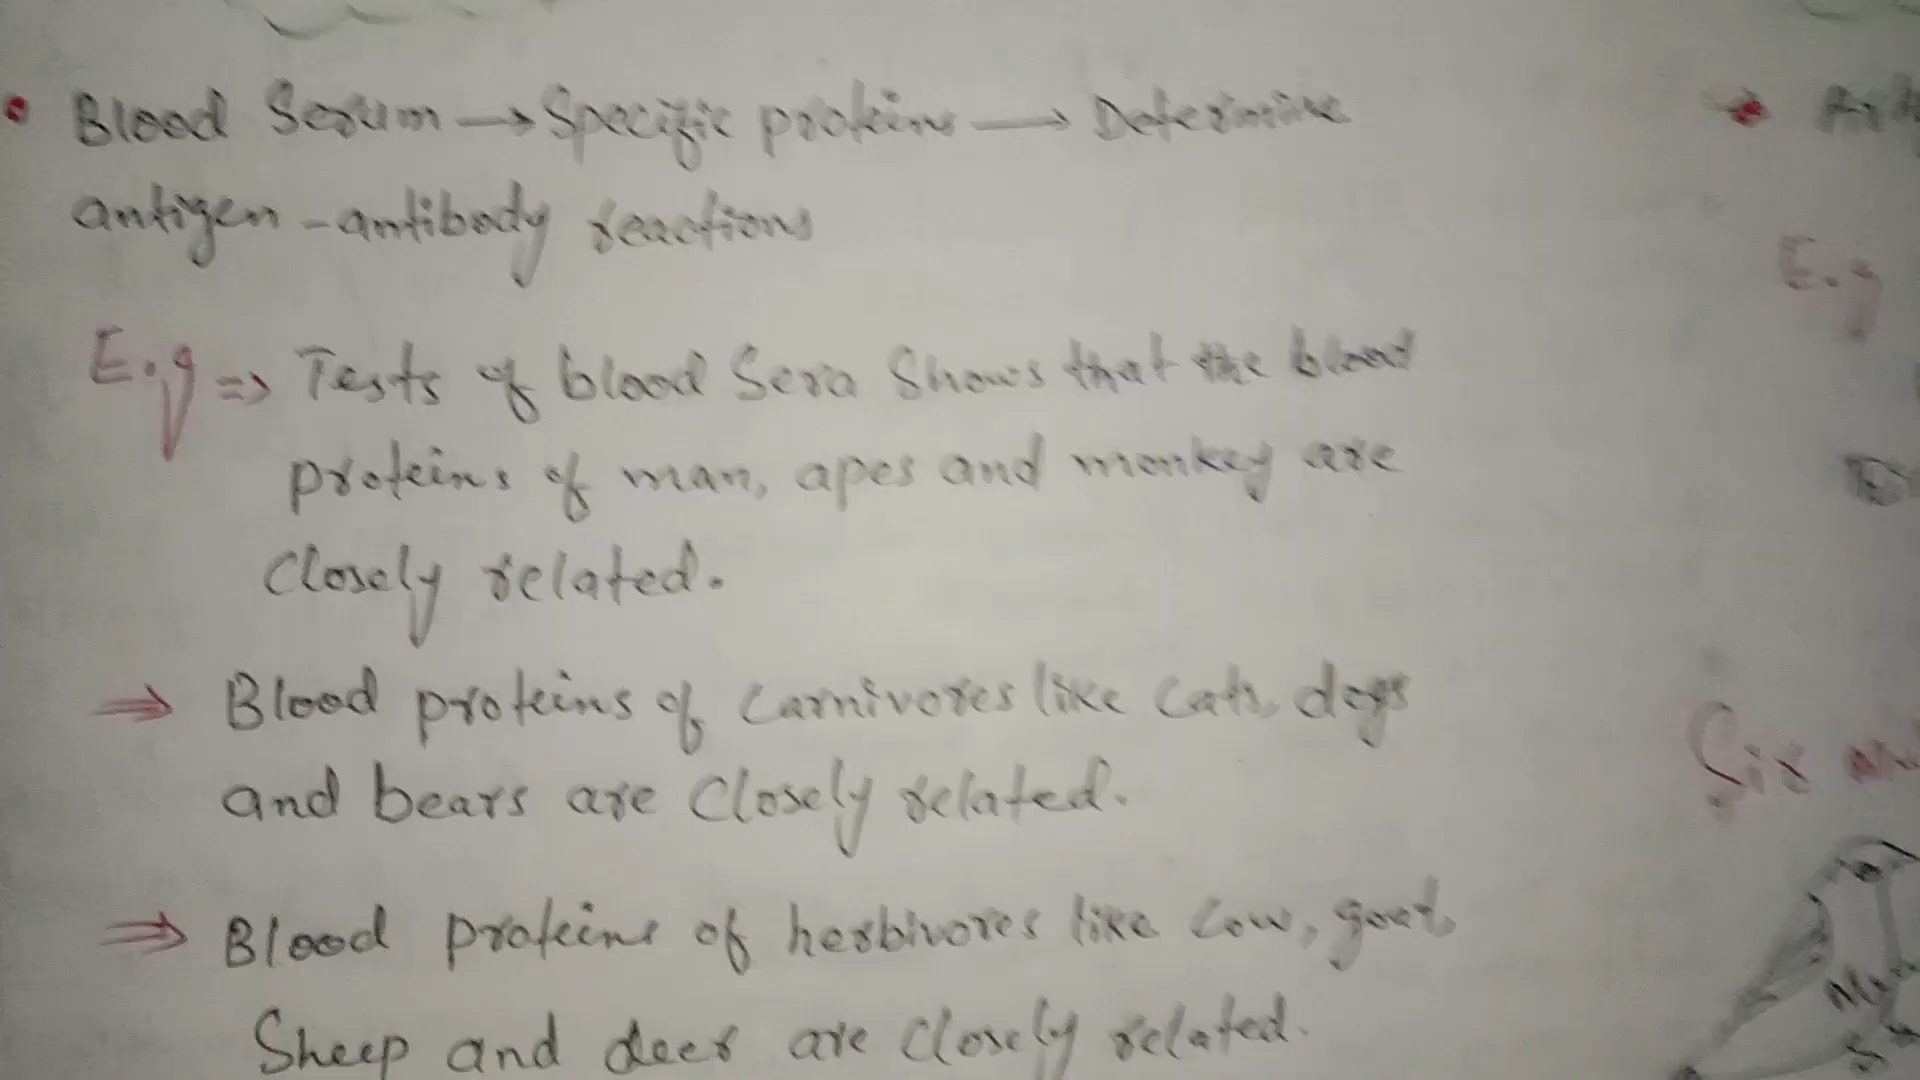 • Blood Serum → Specific proteins → Determine
antigen - antibody reactions
E.g ⇒ Tests of blood Sera Shows that the blood
proteins of man, apes and monkey are
Closely related.
⇒ Blood proteins of Carnivores like Cats, dogs
and bears are Closely related.
⇒ Blood proteins of herbivores like Cow, goat,
Sheep and deer are Closely related.
E.g
Six